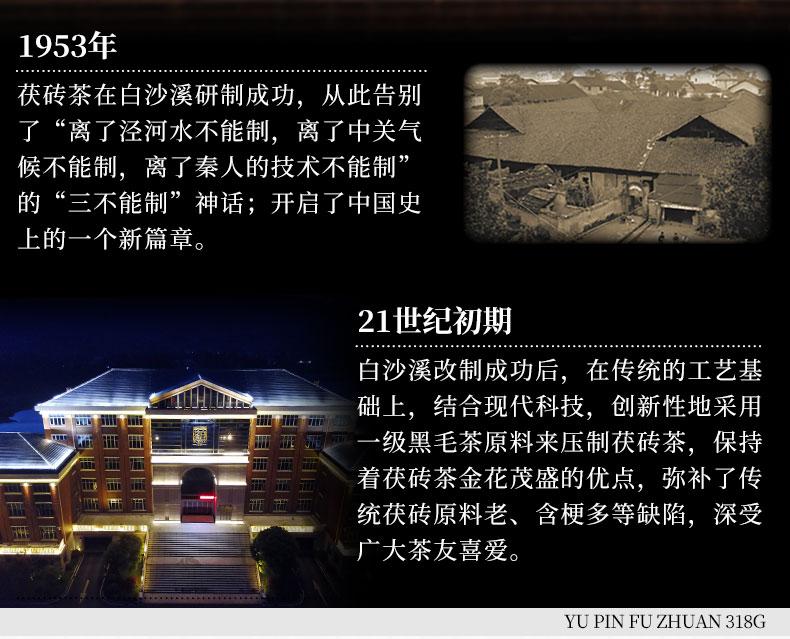 1953年
茯砖茶在白沙溪研制成功，从此告别
了“离了泾河水不能制，离了中关气
候不能制，离了秦人的技术不能制”
的“三不能制”神话；开启了中国史
上的一个新篇章。
21世纪初期
白沙溪改制成功后，在传统的工艺基
础上，结合现代科技，创新性地采用
一级黑毛茶原料来压制茯砖茶，保持
着茯砖茶金花茂盛的优点，弥补了传
统茯砖原料老、含梗多等缺陷，深受
广大茶友喜爱。
YU PIN FU ZHUAN 318G